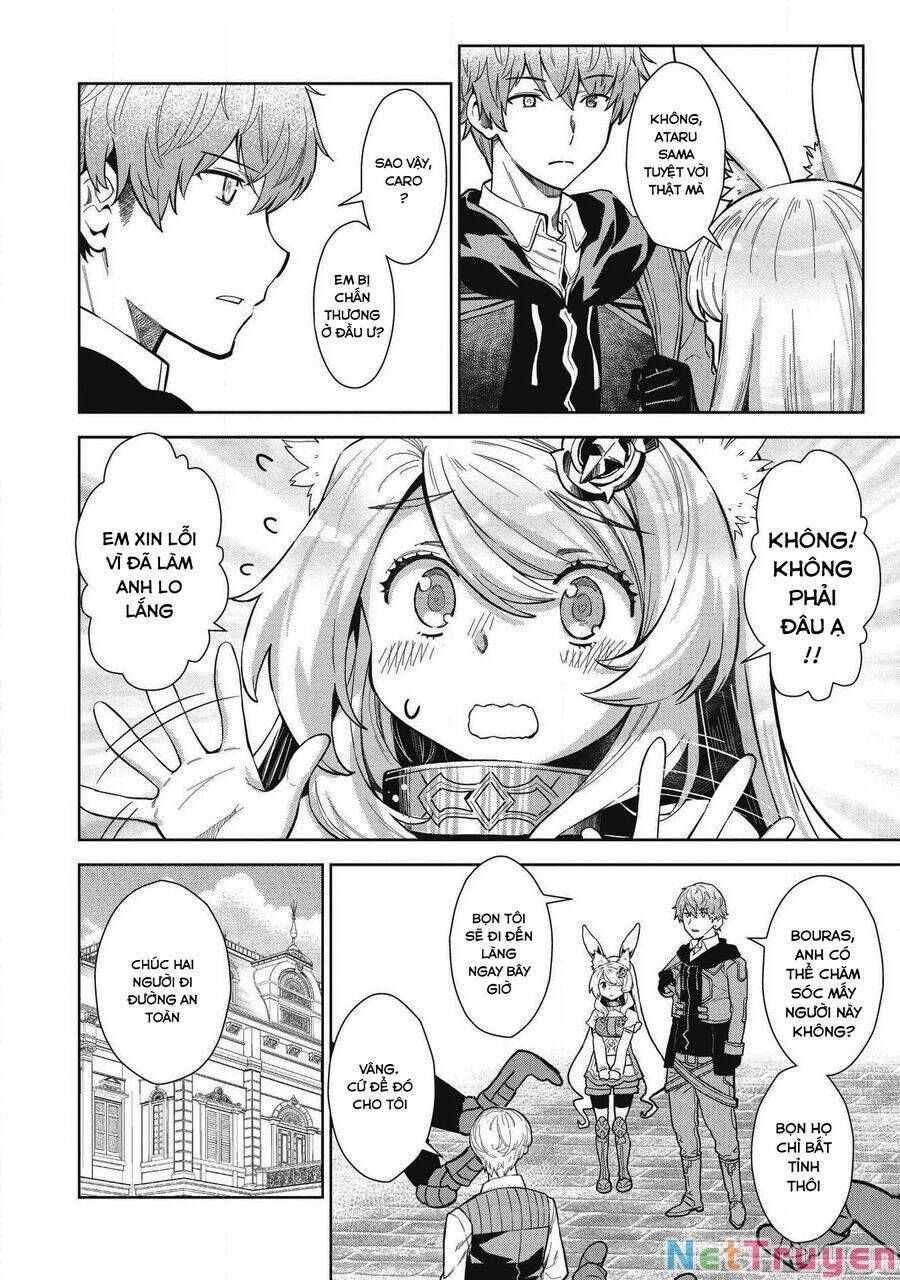 KHÔNG,
ATARU
SAMA
TUYỆT VỜI
THẬT MÀ
SAO VẬY,
CARO
?
EM BỊ
CHẤN
THƯƠNG
Ở ĐẦU Ư?
KHÔNG!
KHÔNG
PHẢI
ĐÂU Ạ
!!
EM XIN LỖI
VÌ ĐÃ LÀM
ANH LO
LẮNG
BOURAS,
ANH CÓ
THỂ CHĂM
SÓC MẤY
NGƯỜI NÀY
KHÔNG?
BỌN HỌ
CHỈ BẤT
TỈNH
THÔI
BỌN TÔI
SẼ ĐI ĐẾN
LÀNG
NGAY BÂY
GIỜ
VÂNG.
CỨ ĐỂ ĐÓ
CHO TÔI
CHÚC HAI
NGƯỜI ĐI
ĐƯỜNG AN
TOÀN
NetTruyen